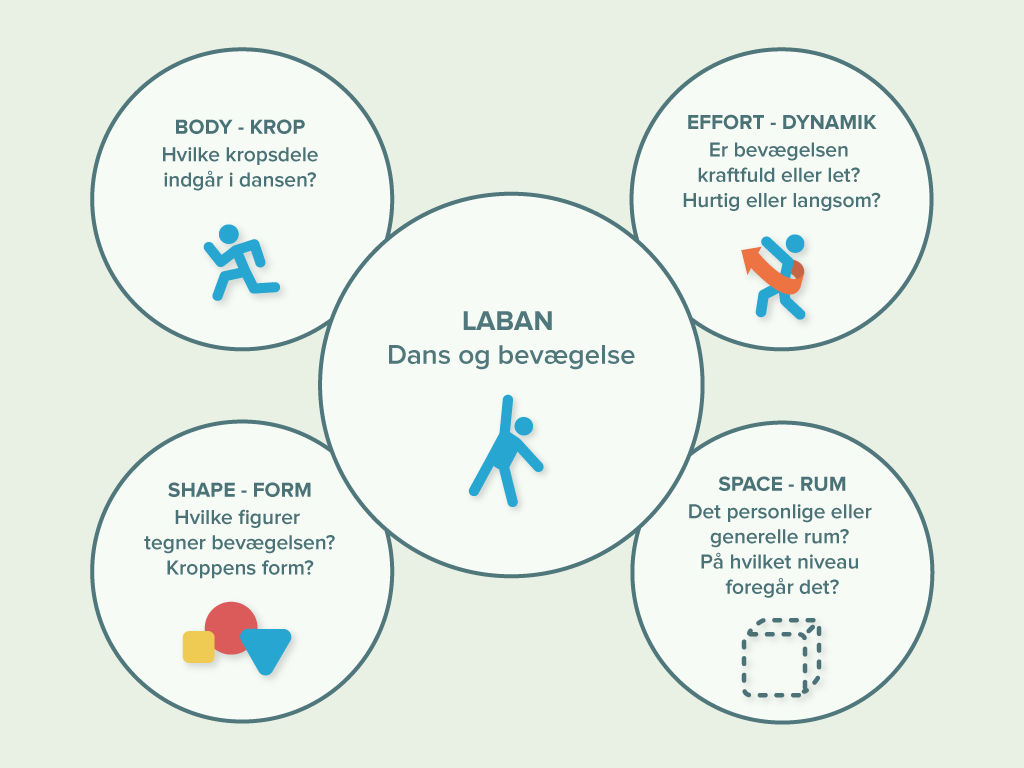 BODY - KROP
Hvilke kropsdele
indgår i dansen?
EFFORT - DYNAMIK
Er bevægelsen
kraftfuld eller let?
Hurtig eller langsom?
LABAN
Dans og bevægelse
SHAPE - FORM
Hvilke figurer
tegner bevægelsen?
Kroppens form?
SPACE - RUM
Det personlige eller
generelle rum?
På hvilket niveau
foregår det?